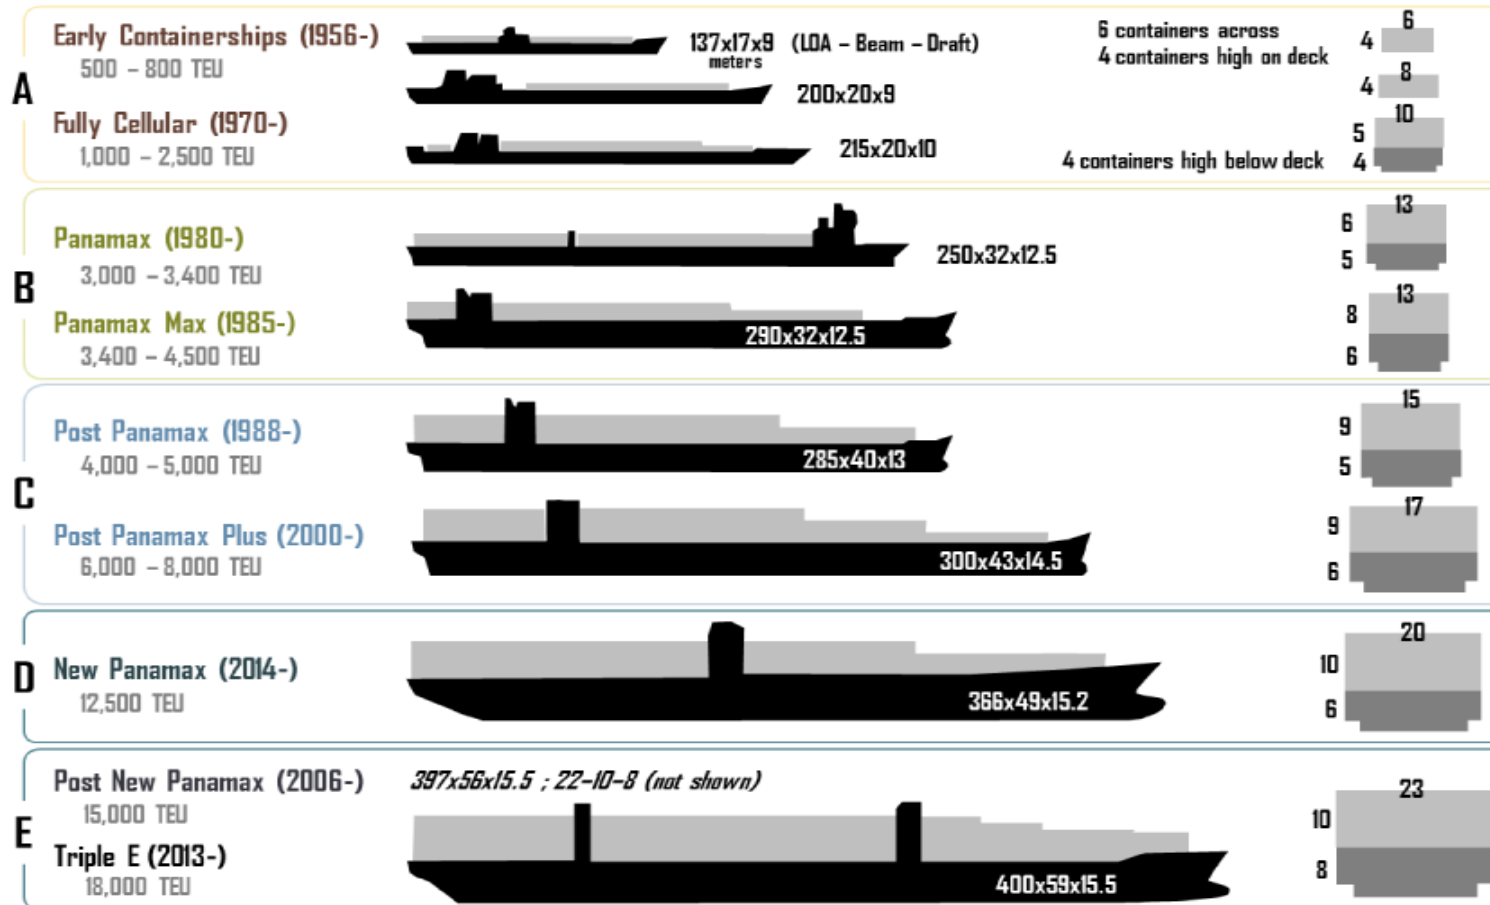 A
Early Containerships (1956-)
500 – 800 TEU
137x17x9 (LOA – Beam – Draft)
meters
6 containers across
4 containers high on deck
6
4
200x20x9
8
4
Fully Cellular (1970-)
1,000 – 2,500 TEU
215x20x10
4 containers high below deck
10
5
4
B
Panamax (1980-)
3,000 – 3,400 TEU
250x32x12.5
13
6
5
Panamax Max (1985-)
3,400 – 4,500 TEU
290x32x12.5
13
8
6
C
Post Panamax (1988-)
4,000 – 5,000 TEU
285x40x13
15
9
5
Post Panamax Plus (2000-)
6,000 – 8,000 TEU
300x43x14.5
17
9
6
D
New Panamax (2014-)
12,500 TEU
366x49x15.2
20
10
6
E
Post New Panamax (2006-)
15,000 TEU
397x56x15.5 ; 22–10–8 (not shown)
Triple E (2013-)
18,000 TEU
400x59x15.5
23
10
8